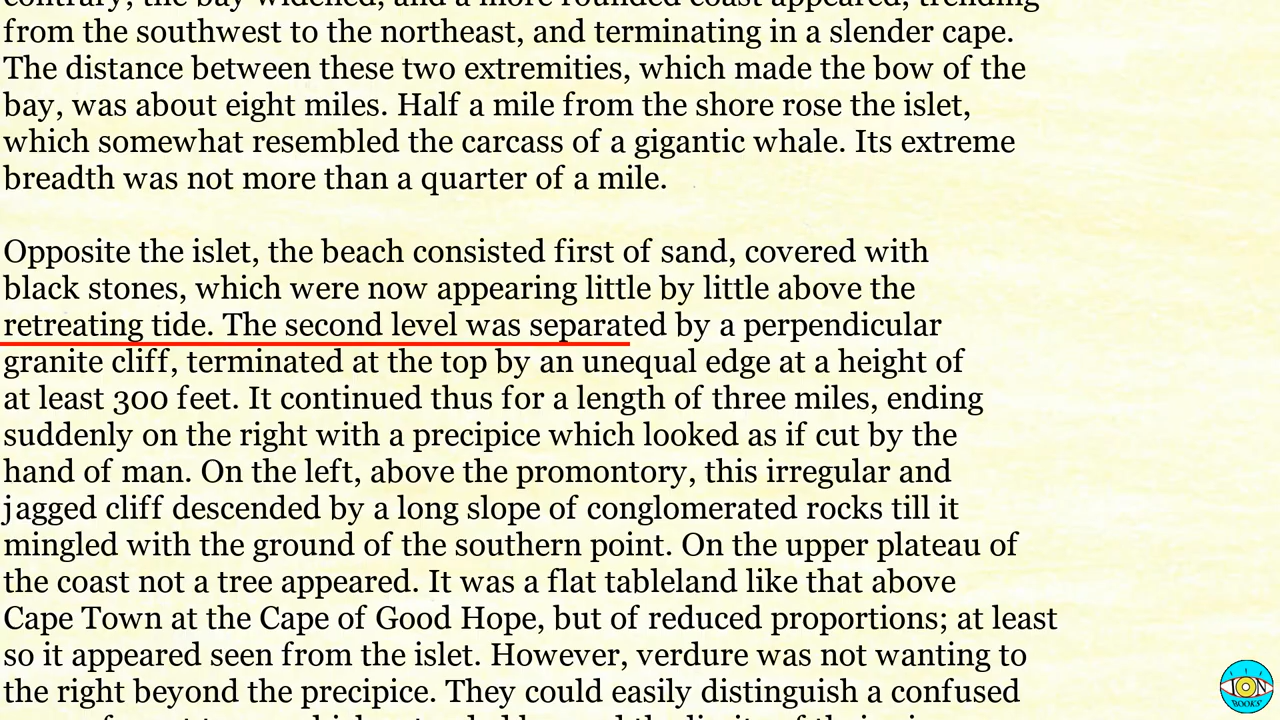 contrary, the bay widened, and a more rounded coast appeared, trending
from the southwest to the northeast, and terminating in a slender cape.
The distance between these two extremities, which made the bow of the
bay, was about eight miles. Half a mile from the shore rose the islet,
which somewhat resembled the carcass of a gigantic whale. Its extreme
breadth was not more than a quarter of a mile.
Opposite the islet, the beach consisted first of sand, covered with
black stones, which were now appearing little by little above the
retreating tide. The second level was separated by a perpendicular
granite cliff, terminated at the top by an unequal edge at a height of
at least 300 feet. It continued thus for a length of three miles, ending
suddenly on the right with a precipice which looked as if cut by the
hand of man. On the left, above the promontory, this irregular and
jagged cliff descended by a long slope of conglomerated rocks till it
mingled with the ground of the southern point. On the upper plateau of
the coast not a tree appeared. It was a flat tableland like that above
Cape Town at the Cape of Good Hope, but of reduced proportions; at least
so it appeared seen from the islet. However, verdure was not wanting to
the right beyond the precipice. They could easily distinguish a confused
ION
BOOKS